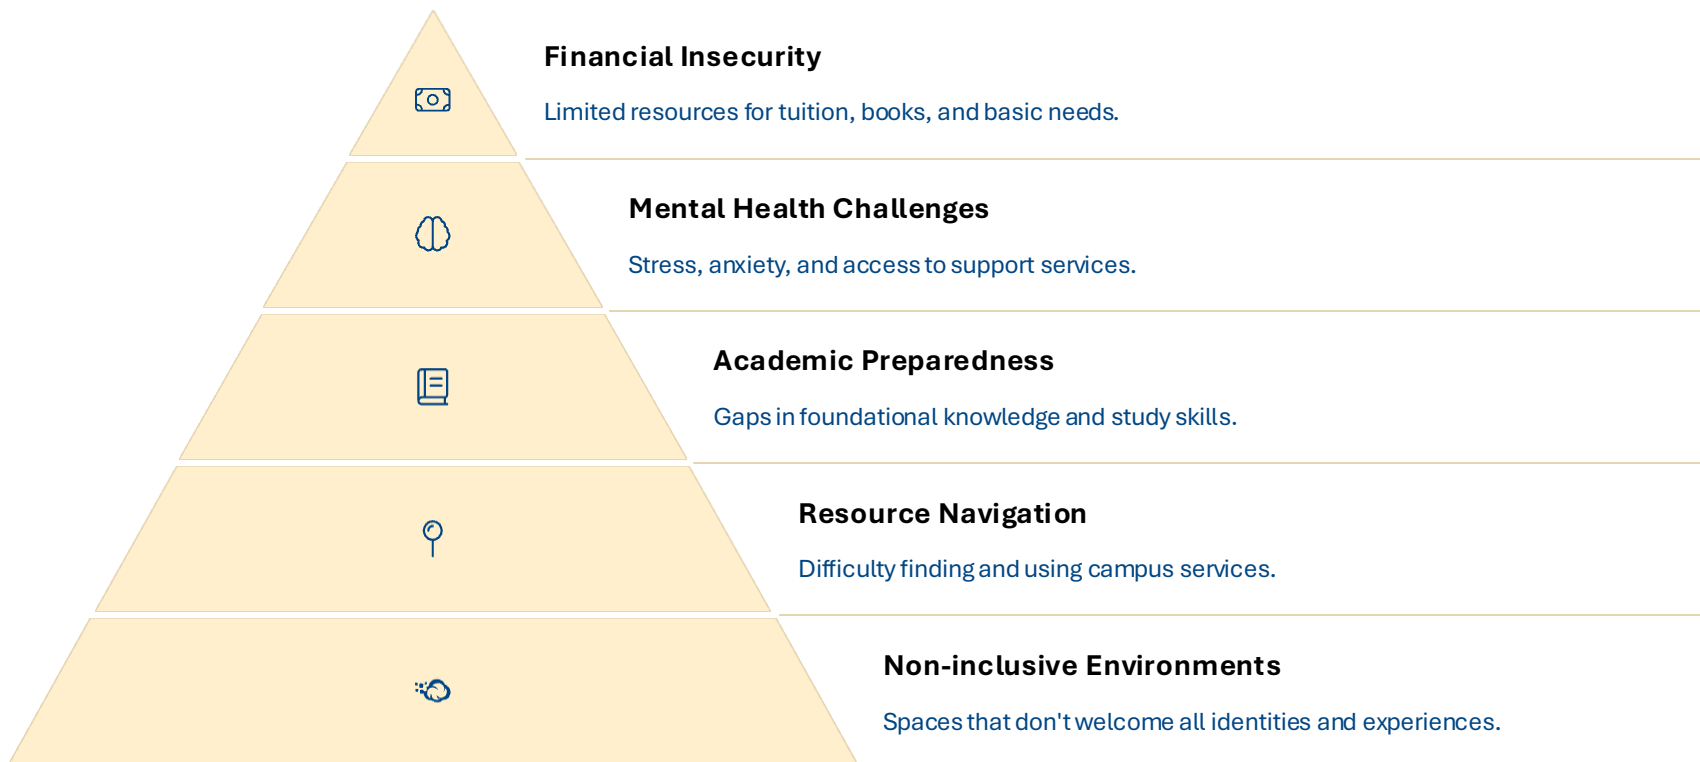 Financial Insecurity
Limited resources for tuition, books, and basic needs.
Mental Health Challenges
Stress, anxiety, and access to support services.
Academic Preparedness
Gaps in foundational knowledge and study skills.
Resource Navigation
Difficulty finding and using campus services.
Non-inclusive Environments
Spaces that don't welcome all identities and experiences.